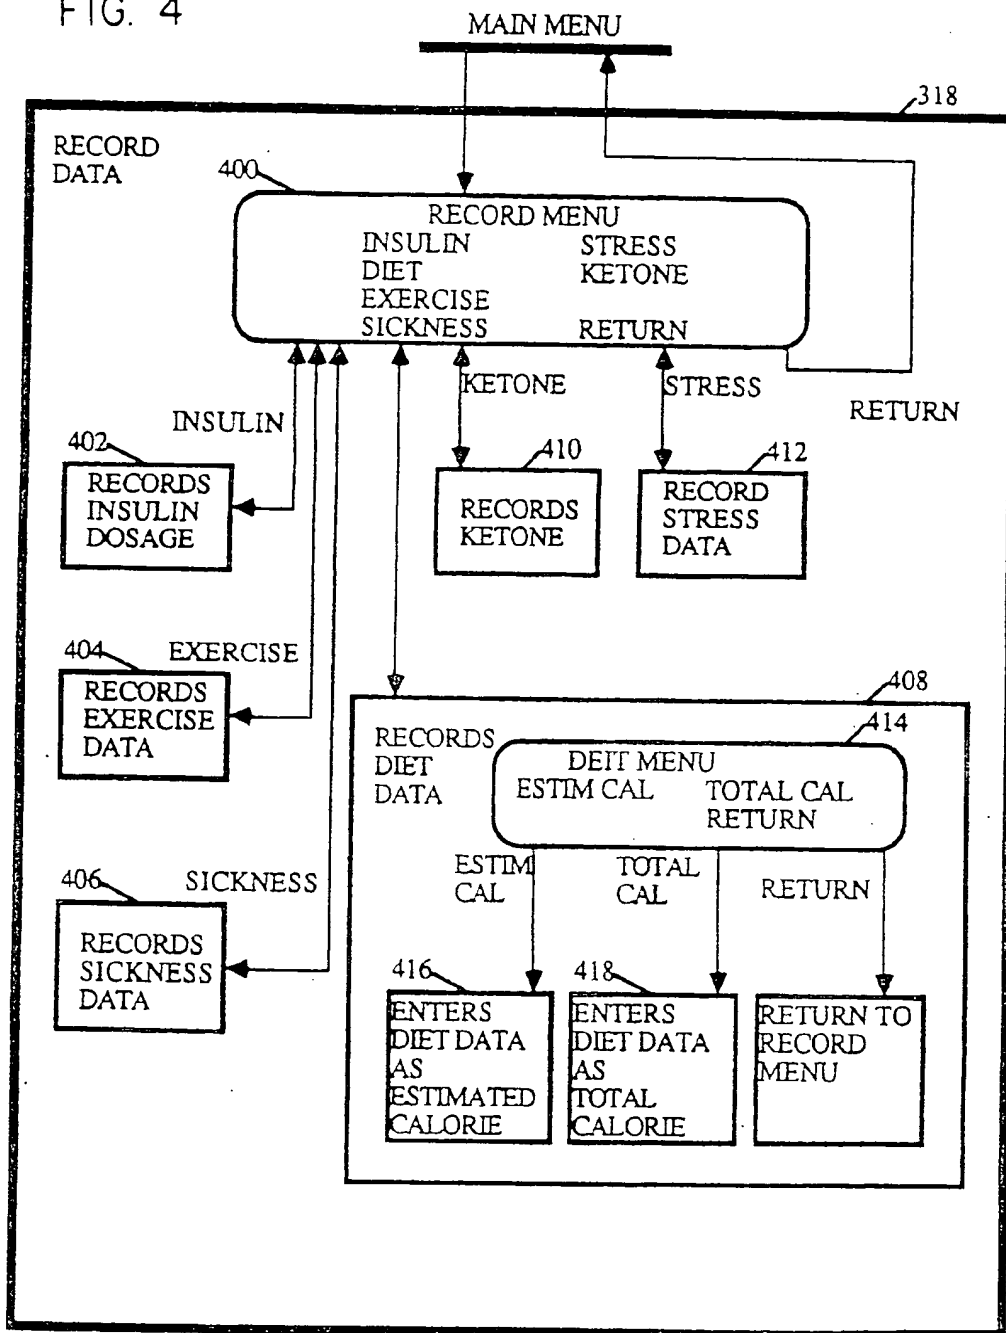 FIG. 4
MAIN MENU
318
RECORD
DATA
400
RECORD MENU
INSULIN STRESS
DIET KETONE
EXERCISE
SICKNESS RETURN
KETONE
STRESS
RETURN
INSULIN
402
RECORDS
INSULIN
DOSAGE
410
RECORDS
KETONE
412
RECORD
STRESS
DATA
404
EXERCISE
RECORDS
EXERCISE
DATA
408
RECORDS
DIET
DATA
414
DEIT MENU
ESTIM CAL TOTAL CAL
RETURN
ESTIM
CAL
TOTAL
CAL
RETURN
406
SICKNESS
RECORDS
SICKNESS
DATA
416
ENTERS
DIET DATA
AS
ESTIMATED
CALORIE
418
ENTERS
DIET DATA
AS
TOTAL
CALORIE
RETURN TO
RECORD
MENU